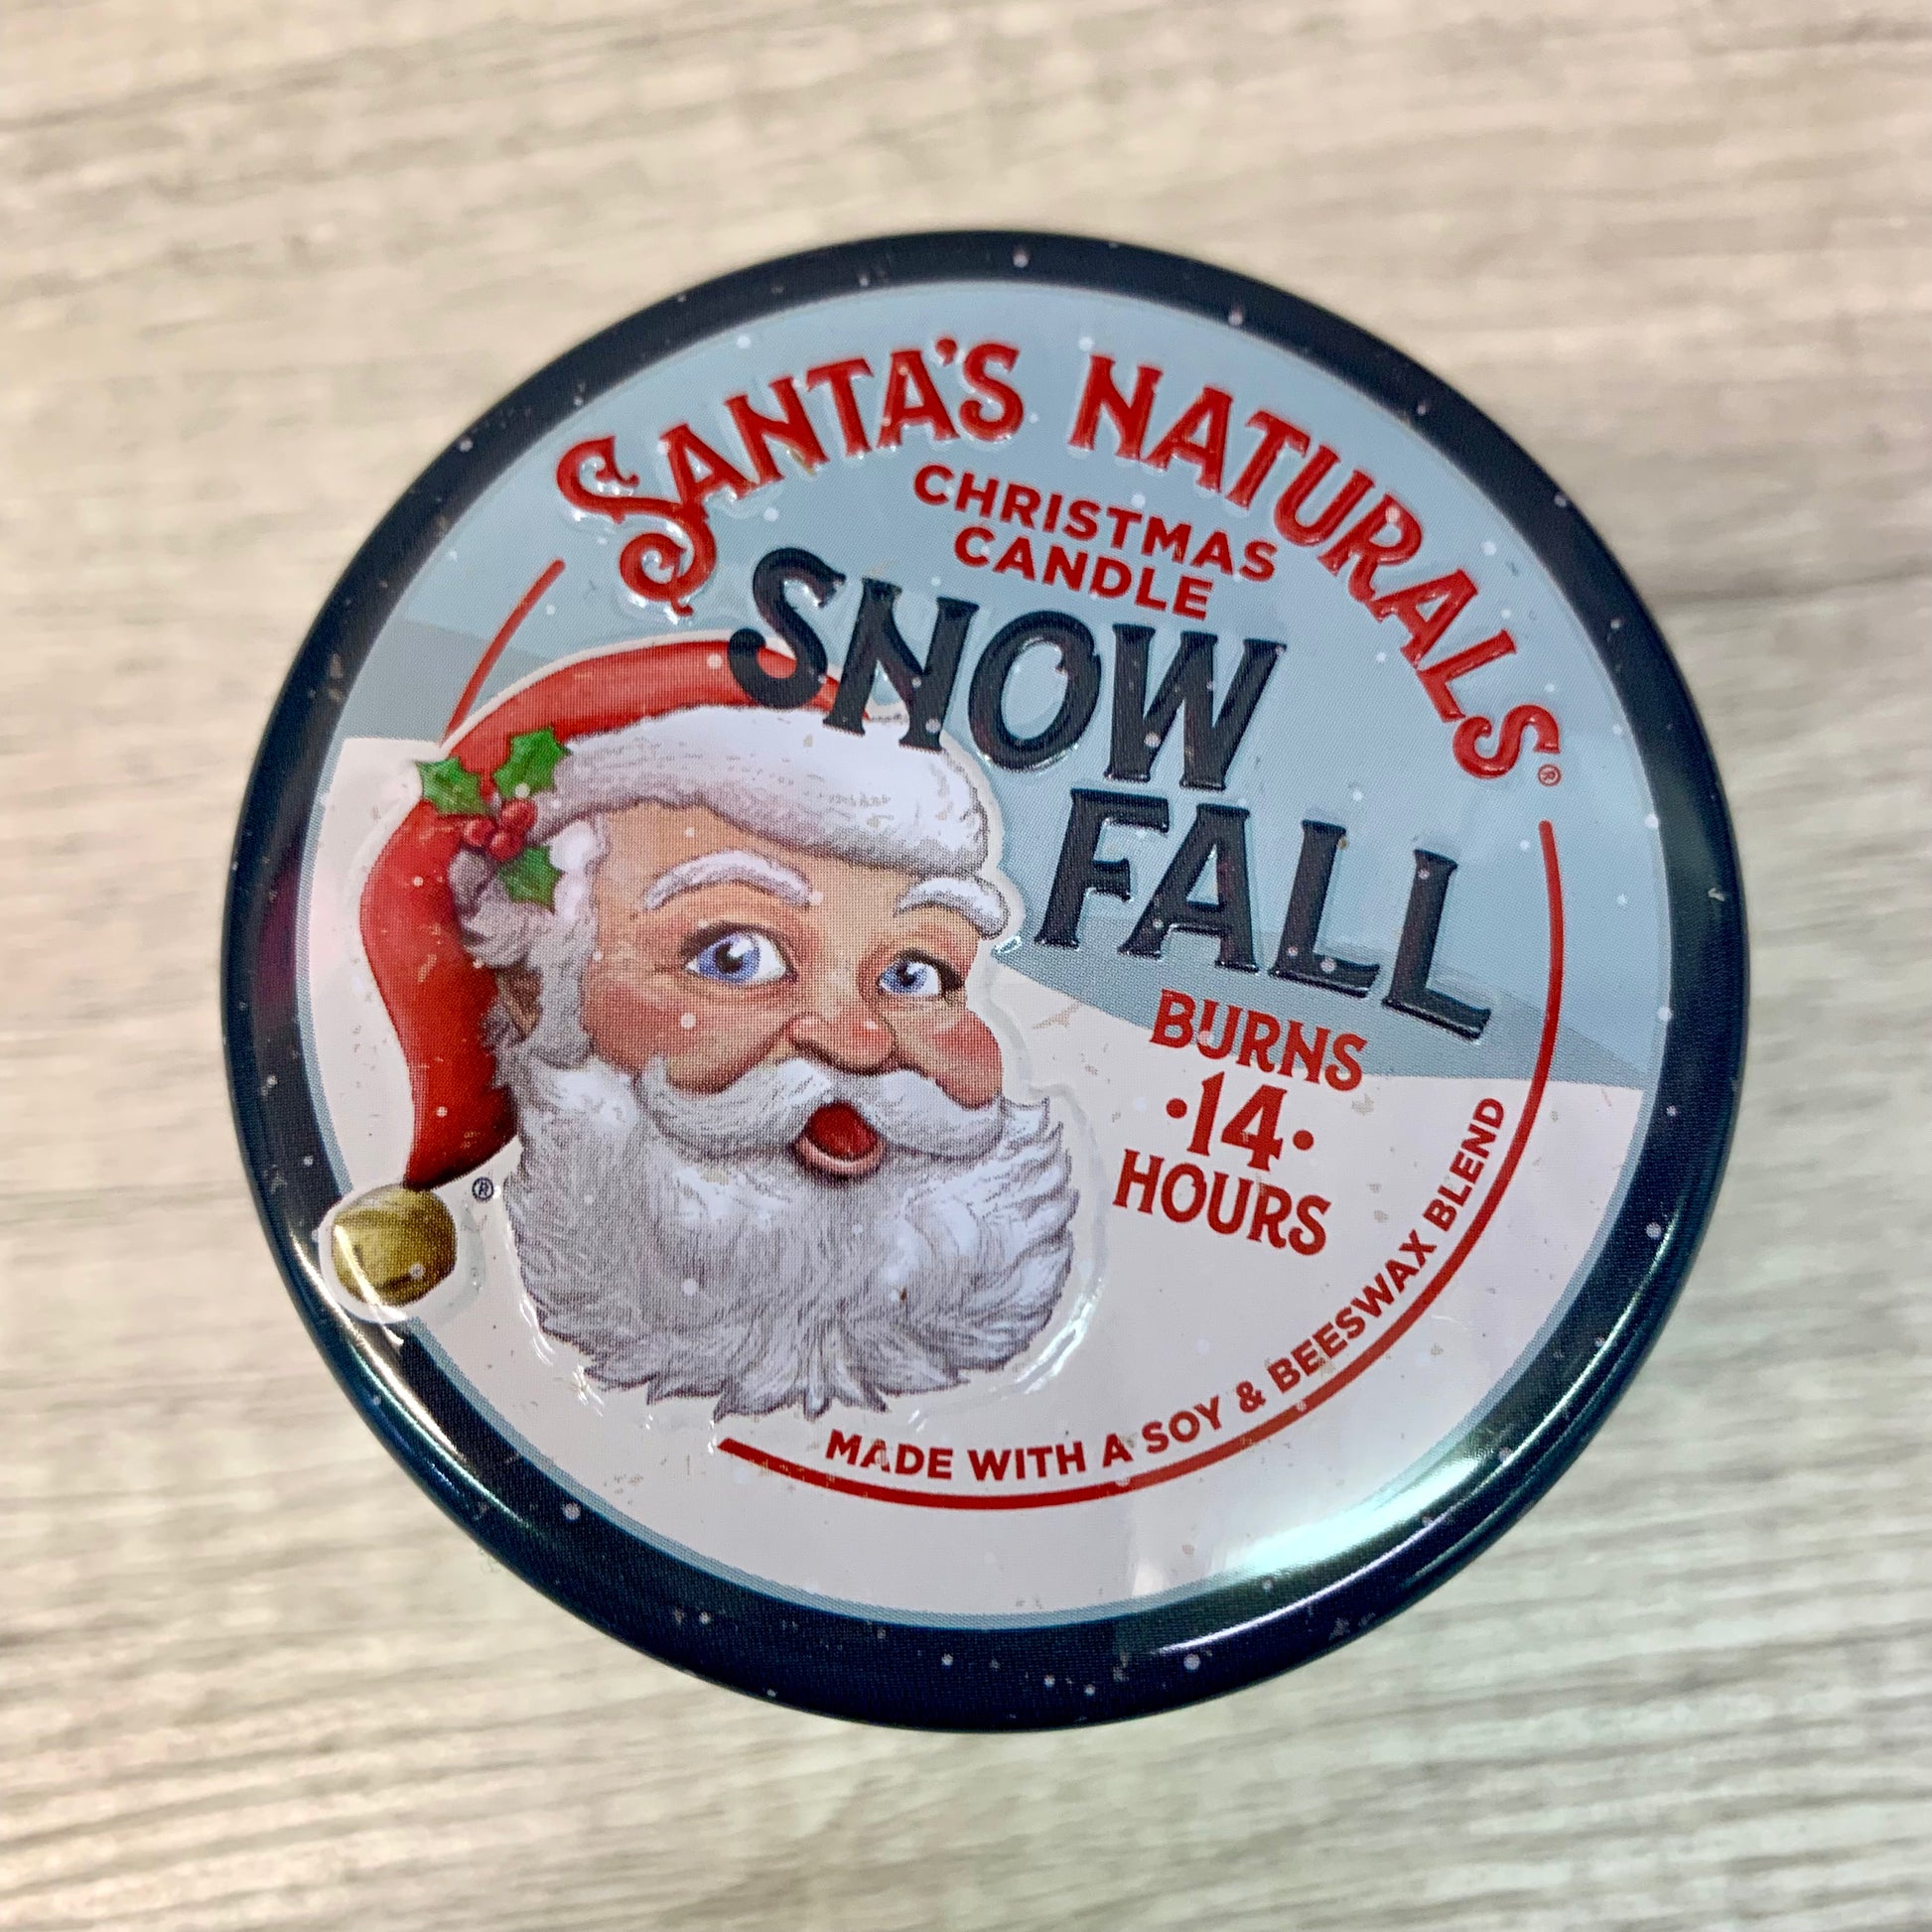 SANTA'S NATURALS®
CHRISTMAS
CANDLE
SNOW
FALL
BURNS
•14•
HOURS
®
MADE WITH A SOY & BEESWAX BLEND